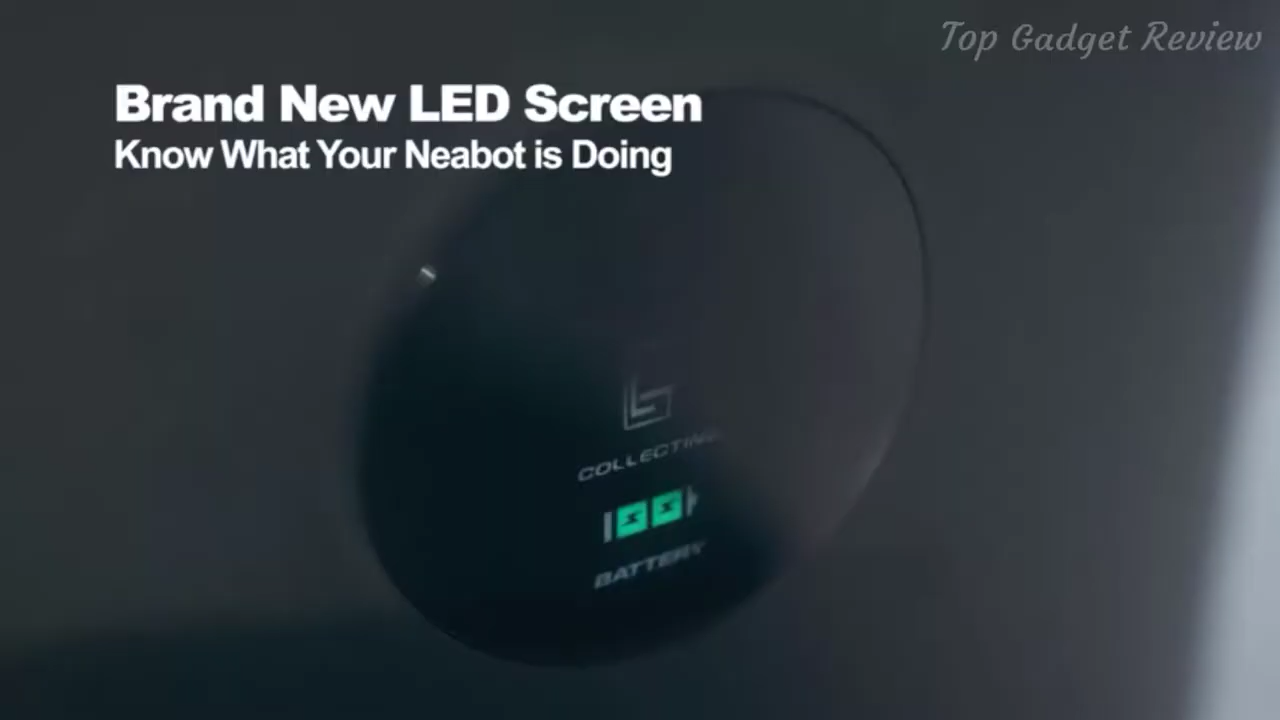 Top Gadget Review
Brand New LED Screen
Know What Your Neabot is Doing
COLLECTING
BATTERY